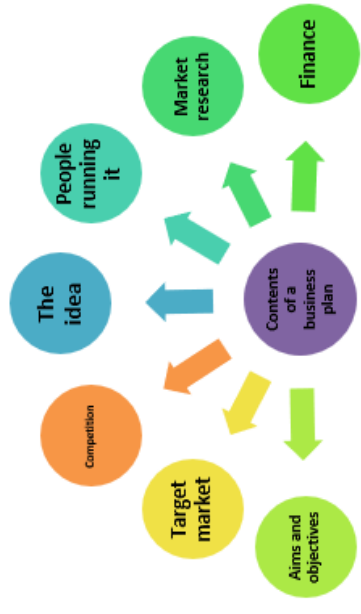 Aims and
objectives
Target
market
Competition
The
idea
People
running
it
Market
research
Finance
Contents
of a
business
plan